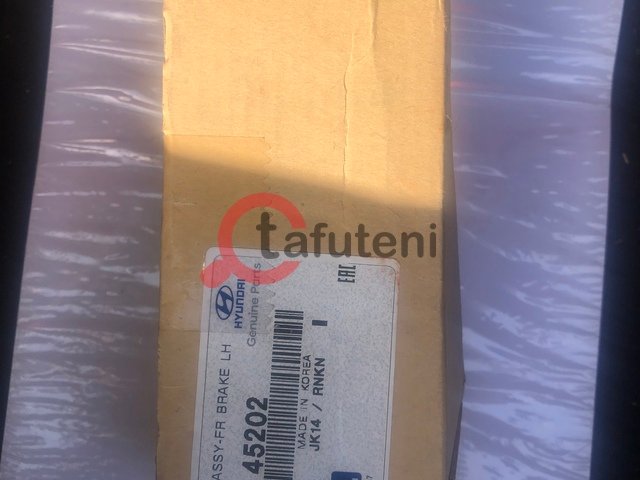 tafuteni
HYUNDAI
Genuine Parts
EAC
ASSY-FR BRAKE LH
45202
MADE IN KOREA
JK14 / RNKN